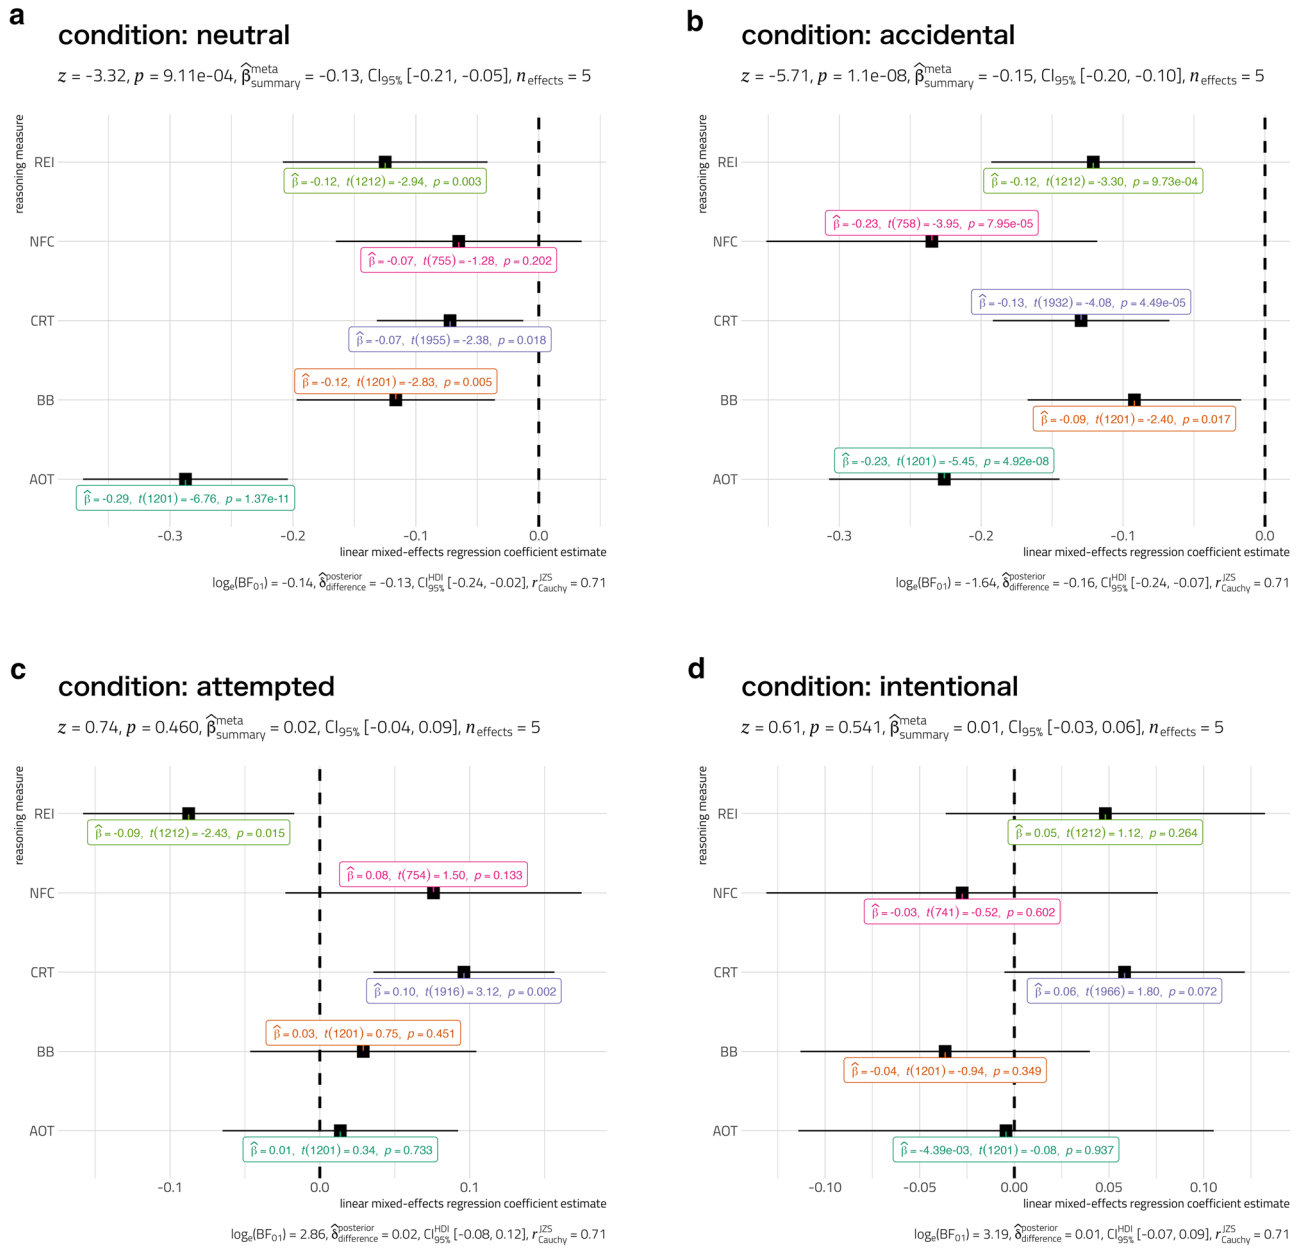 a
condition: neutral
z = -3.32, p = 9.11e-04, β̂ meta summary = -0.13, CI95% [-0.21, -0.05], n effects = 5
reasoning measure
REI
β̂ = -0.12, t(1212) = -2.94, p = 0.003
NFC
β̂ = -0.07, t(755) = -1.28, p = 0.202
CRT
β̂ = -0.07, t(1955) = -2.38, p = 0.018
β̂ = -0.12, t(1201) = -2.83, p = 0.005
BB
AOT
β̂ = -0.29, t(1201) = -6.76, p = 1.37e-11
-0.3 -0.2 -0.1 0.0
linear mixed-effects regression coefficient estimate
loge(BF01) = -0.14, δ̂ posterior difference = -0.13, CI HDI 95% [-0.24, -0.02], r JZS Cauchy = 0.71
b
condition: accidental
z = -5.71, p = 1.1e-08, β̂ meta summary = -0.15, CI95% [-0.20, -0.10], n effects = 5
reasoning measure
REI
β̂ = -0.12, t(1212) = -3.30, p = 9.73e-04
β̂ = -0.23, t(758) = -3.95, p = 7.95e-05
NFC
β̂ = -0.13, t(1932) = -4.08, p = 4.49e-05
CRT
BB
β̂ = -0.09, t(1201) = -2.40, p = 0.017
β̂ = -0.23, t(1201) = -5.45, p = 4.92e-08
AOT
-0.3 -0.2 -0.1 0.0
linear mixed-effects regression coefficient estimate
loge(BF01) = -1.64, δ̂ posterior difference = -0.16, CI HDI 95% [-0.24, -0.07], r JZS Cauchy = 0.71
c
condition: attempted
z = 0.74, p = 0.460, β̂ meta summary = 0.02, CI95% [-0.04, 0.09], n effects = 5
reasoning measure
REI
β̂ = -0.09, t(1212) = -2.43, p = 0.015
β̂ = 0.08, t(754) = 1.50, p = 0.133
NFC
CRT
β̂ = 0.10, t(1916) = 3.12, p = 0.002
β̂ = 0.03, t(1201) = 0.75, p = 0.451
BB
AOT
β̂ = 0.01, t(1201) = 0.34, p = 0.733
-0.1 0.0 0.1
linear mixed-effects regression coefficient estimate
loge(BF01) = 2.86, δ̂ posterior difference = 0.02, CI HDI 95% [-0.08, 0.12], r JZS Cauchy = 0.71
d
condition: intentional
z = 0.61, p = 0.541, β̂ meta summary = 0.01, CI95% [-0.03, 0.06], n effects = 5
reasoning measure
REI
β̂ = 0.05, t(1212) = 1.12, p = 0.264
NFC
β̂ = -0.03, t(741) = -0.52, p = 0.602
CRT
β̂ = 0.06, t(1966) = 1.80, p = 0.072
BB
β̂ = -0.04, t(1201) = -0.94, p = 0.349
AOT
β̂ = -4.39e-03, t(1201) = -0.08, p = 0.937
-0.10 -0.05 0.00 0.05
linear mixed-effects regression coefficient estimate
loge(BF01) = 3.19, δ̂ posterior difference = 0.01, CI HDI 95% [-0.07, 0.09], r JZS Cauchy = 0.71